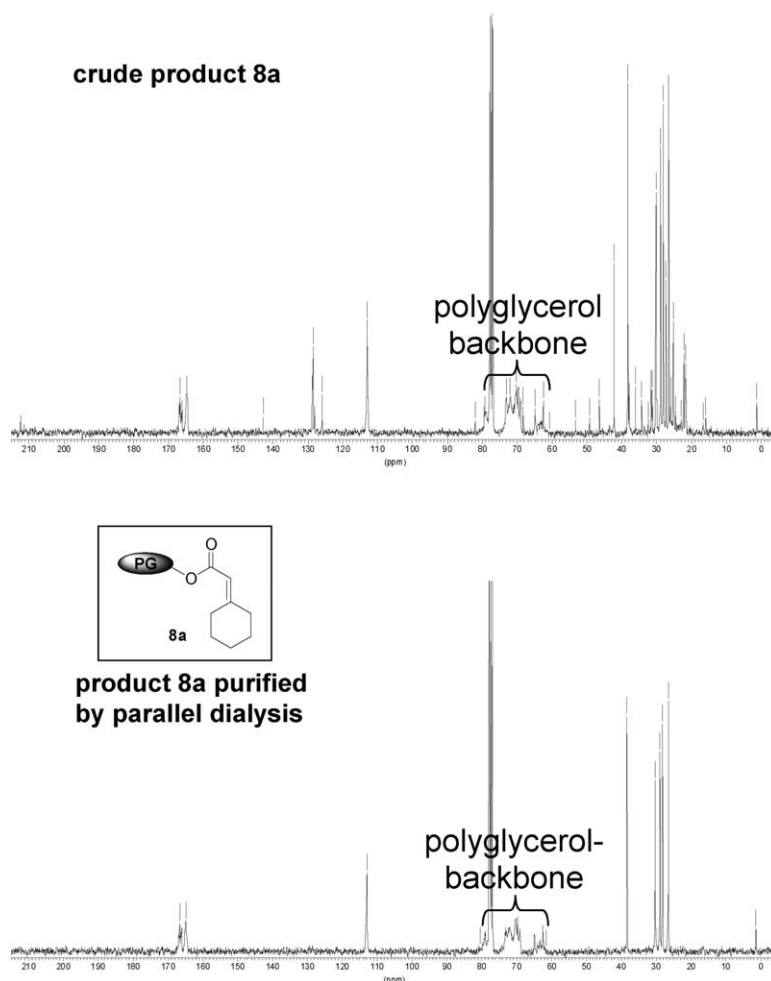 crude product 8a
polyglycerol
backbone
210 200 190 180 170 160 150 140 130 120 110 100 90 80 70 60 50 40 30 20 10 0
(ppm)
PG
O
O
8a
product 8a purified
by parallel dialysis
polyglycerol-
backbone
210 200 190 180 170 160 150 140 130 120 110 100 90 80 70 60 50 40 30 20 10 0
(ppm)